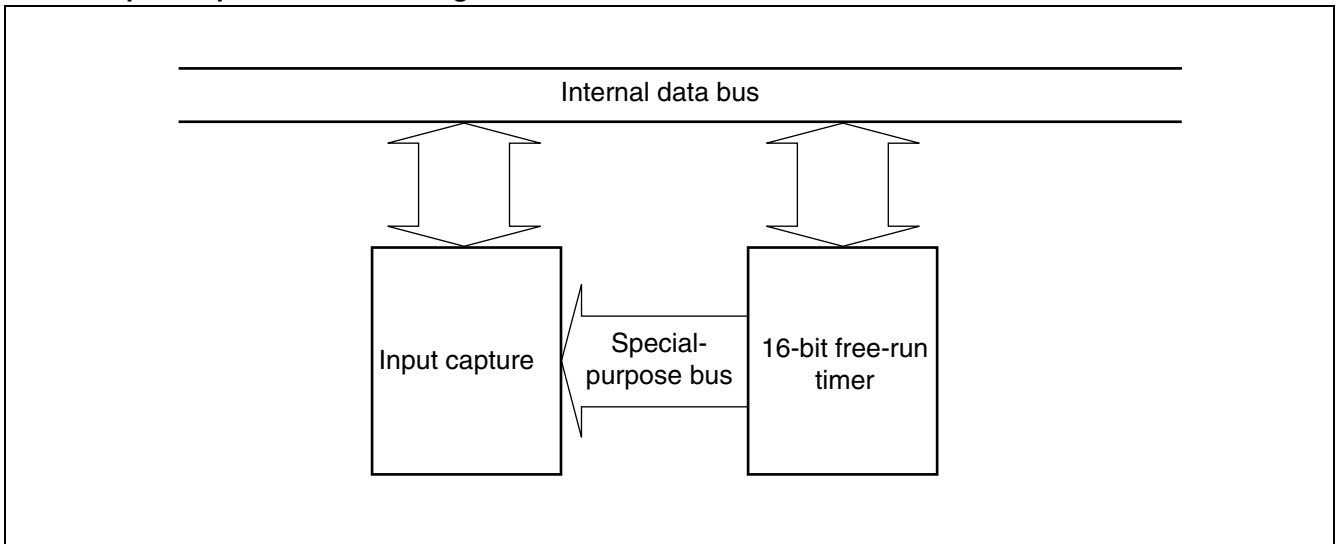 Internal data bus
Input capture
Special-
purpose bus
16-bit free-run
timer